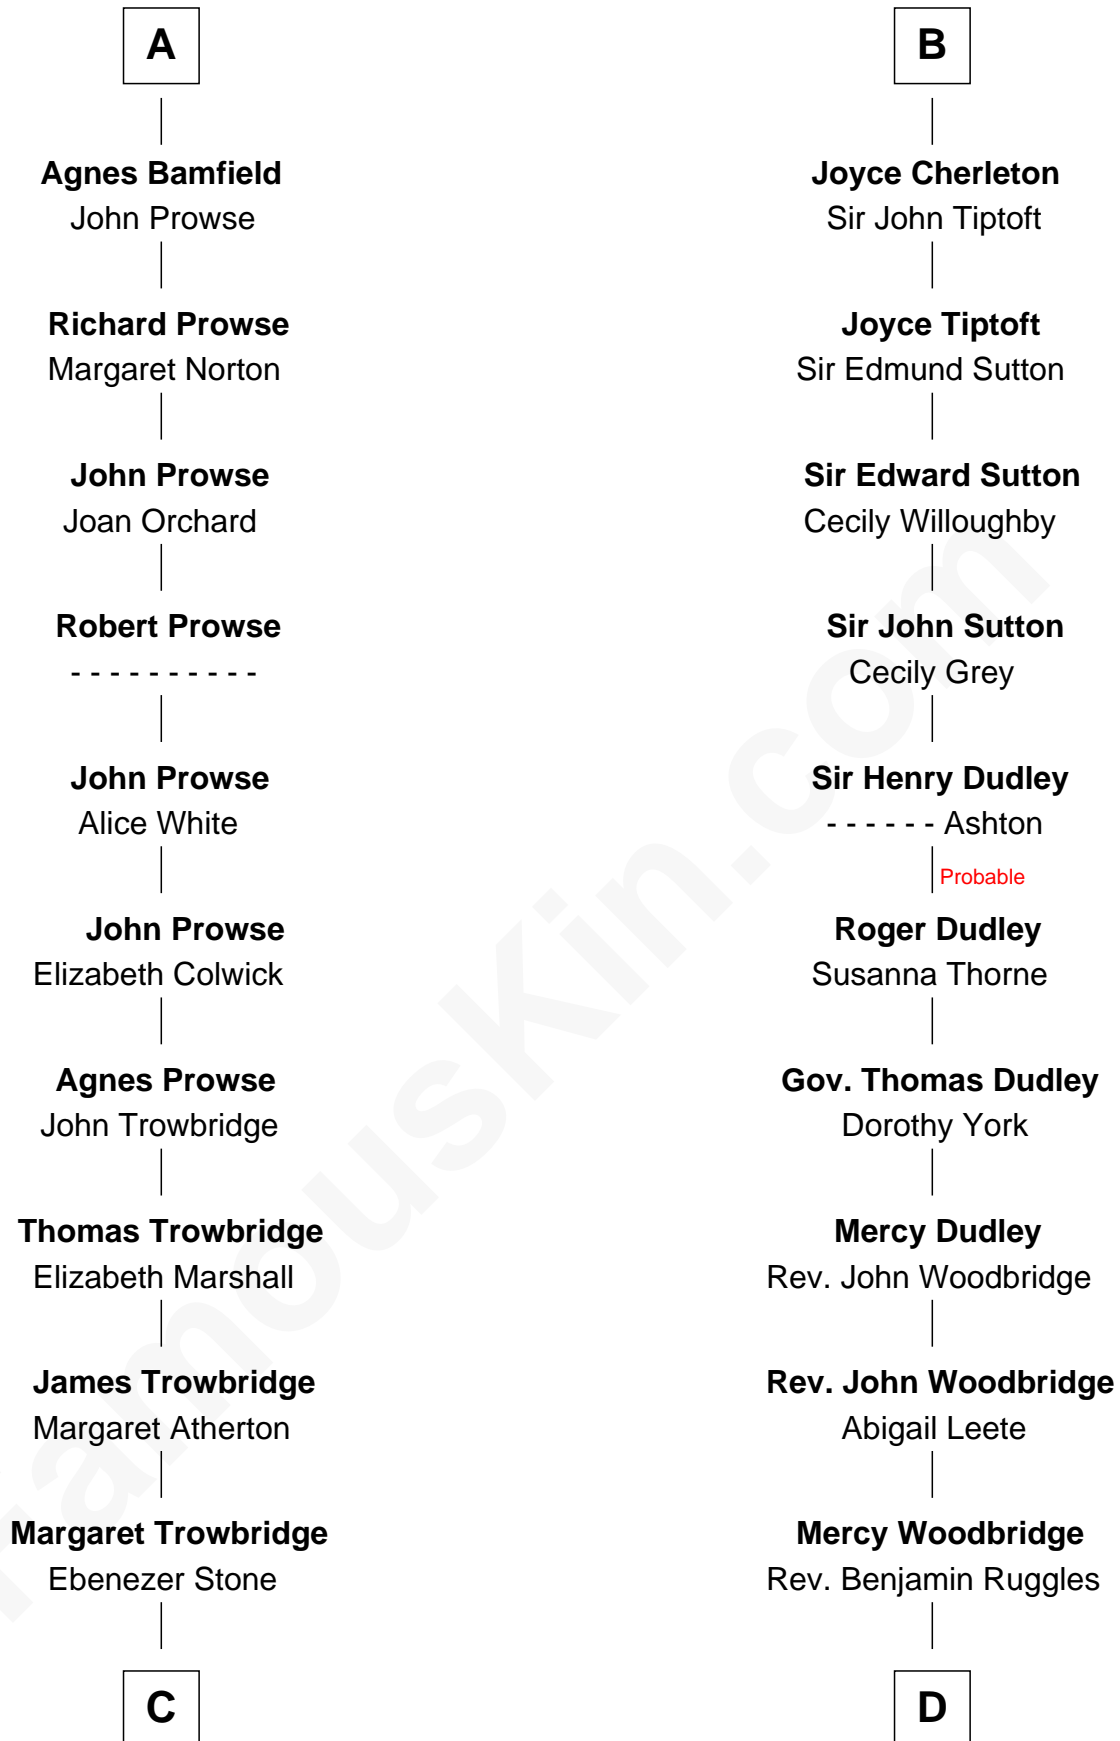 A
Agnes Bamfield
John Prowse
Richard Prowse
Margaret Norton
John Prowse
Joan Orchard
Robert Prowse
- - - - - - - - - -
John Prowse
Alice White
John Prowse
Elizabeth Colwick
Agnes Prowse
John Trowbridge
Thomas Trowbridge
Elizabeth Marshall
James Trowbridge
Margaret Atherton
Margaret Trowbridge
Ebenezer Stone
C
B
Joyce Cherleton
Sir John Tiptoft
Joyce Tiptoft
Sir Edmund Sutton
Sir Edward Sutton
Cecily Willoughby
Sir John Sutton
Cecily Grey
Sir Henry Dudley
- - - - - - Ashton
Probable
Roger Dudley
Susanna Thorne
Gov. Thomas Dudley
Dorothy York
Mercy Dudley
Rev. John Woodbridge
Rev. John Woodbridge
Abigail Leete
Mercy Woodbridge
Rev. Benjamin Ruggles
D
FamousKin.com